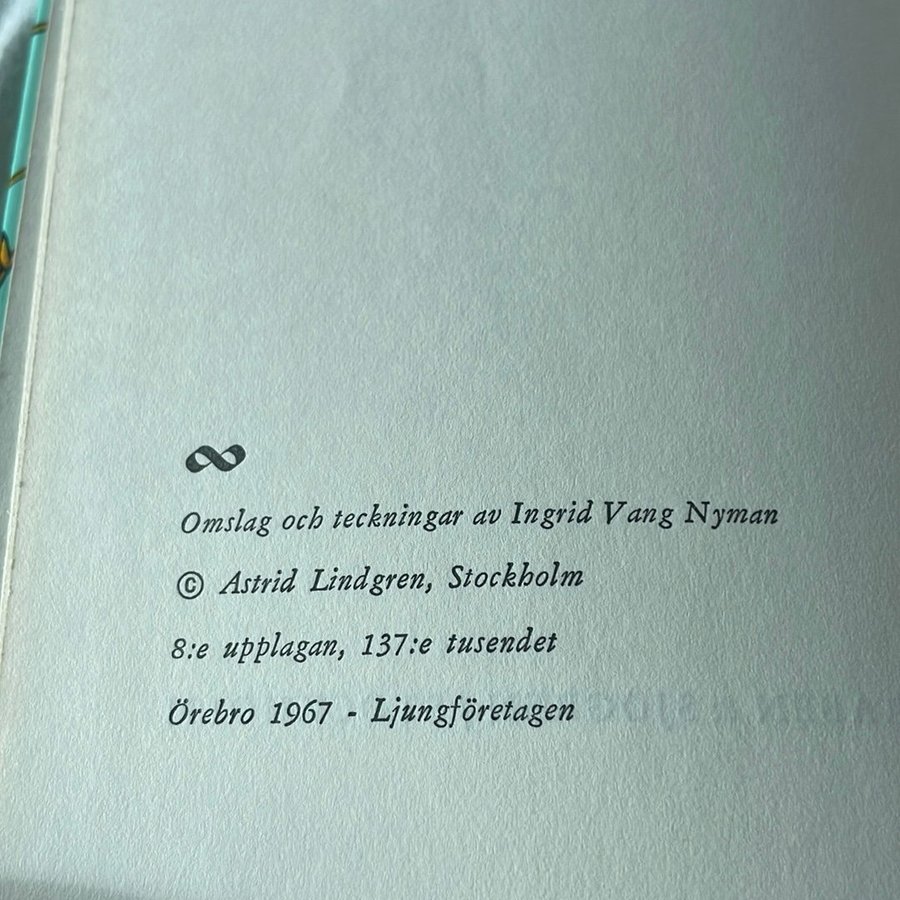 Omslag och teckningar av Ingrid Vang Nyman
© Astrid Lindgren, Stockholm
8:e upplagan, 137:e tusendet
Örebro 1967 - Ljungföretagen